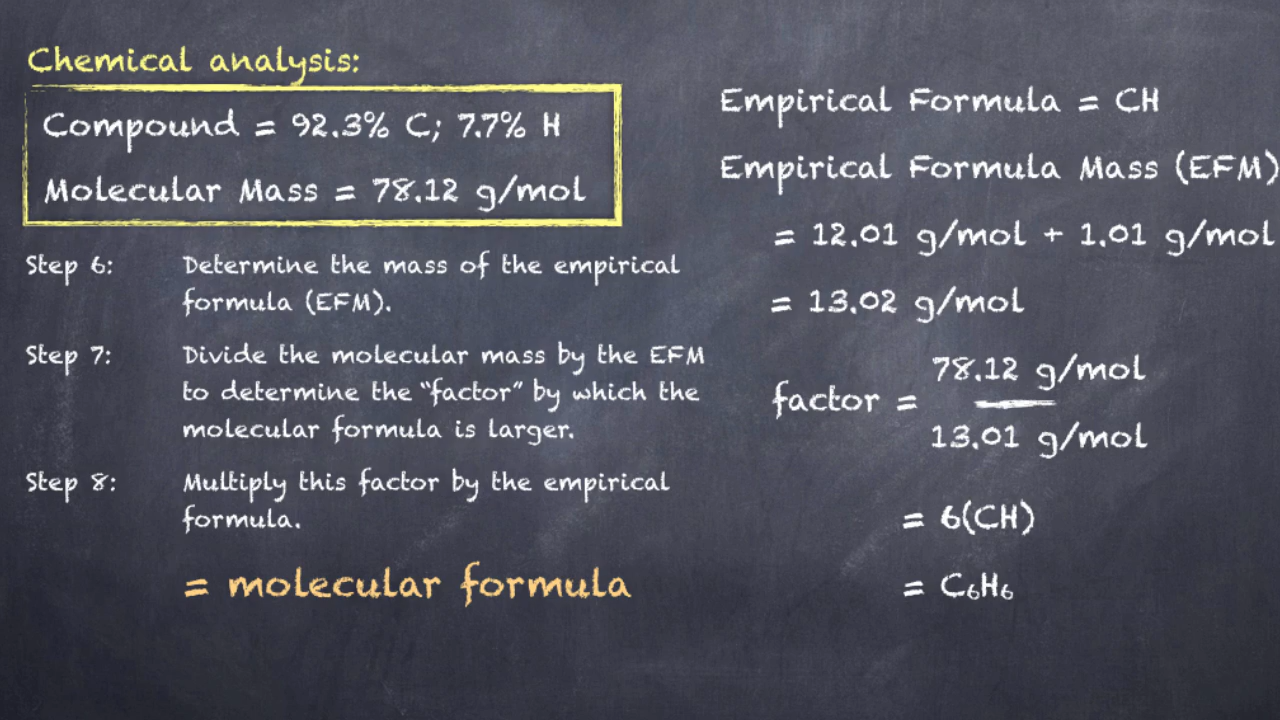 Chemical analysis:
Compound = 92.3% C; 7.7% H
Molecular Mass = 78.12 g/mol
Step 6: Determine the mass of the empirical
formula (EFM).
Step 7: Divide the molecular mass by the EFM
to determine the “factor” by which the
molecular formula is larger.
Step 8: Multiply this factor by the empirical
formula.
= molecular formula
Empirical Formula = CH
Empirical Formula Mass (EFM)
= 12.01 g/mol + 1.01 g/mol
= 13.02 g/mol
78.12 g/mol
factor =
13.01 g/mol
= 6(CH)
= C₆H₆